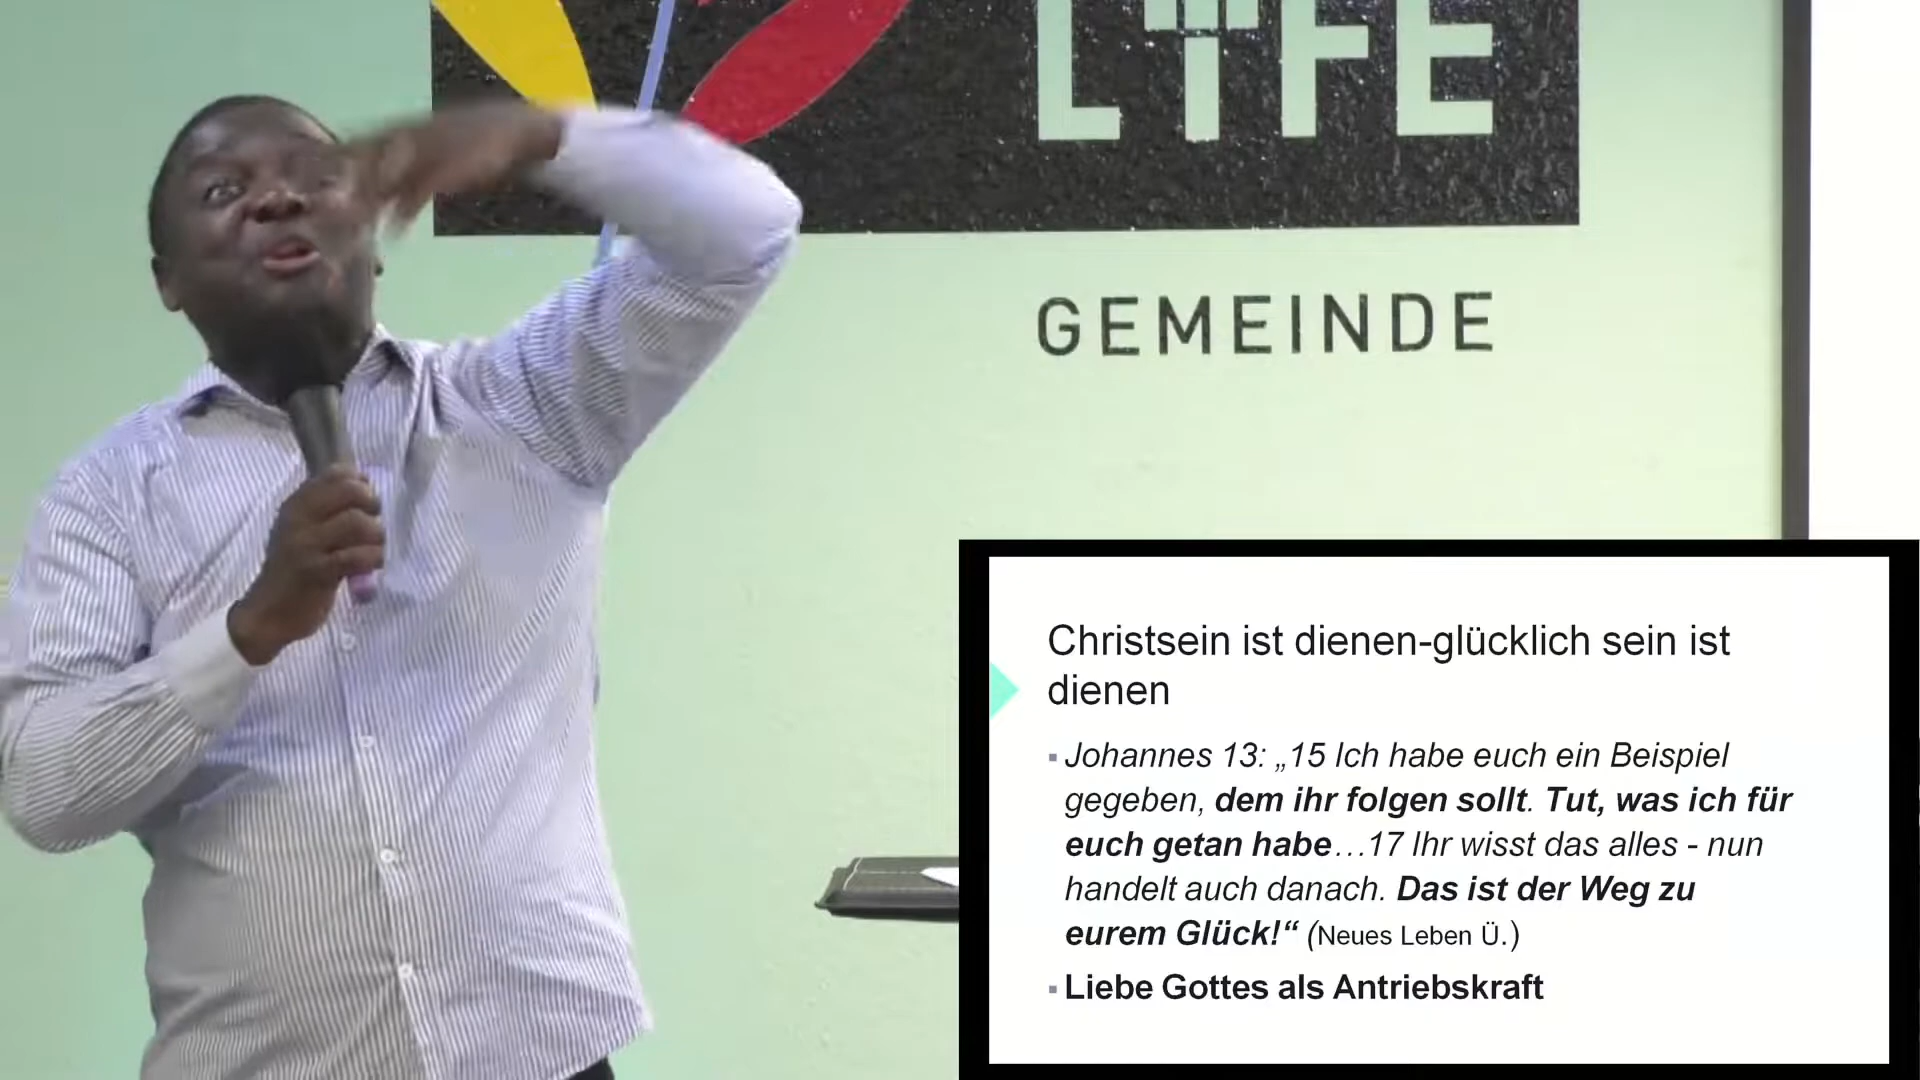 LIFE
GEMEINDE
Christsein ist dienen-glücklich sein ist
dienen
▪ Johannes 13: „15 Ich habe euch ein Beispiel
gegeben, dem ihr folgen sollt. Tut, was ich für
euch getan habe…17 Ihr wisst das alles - nun
handelt auch danach. Das ist der Weg zu
eurem Glück!“ (Neues Leben Ü.)
▪ Liebe Gottes als Antriebskraft